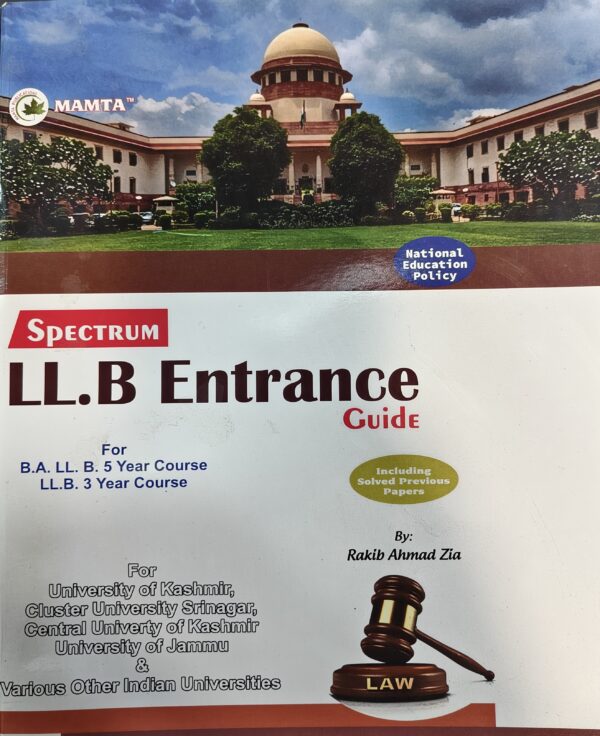 MAMTA™
National
Education
Policy
SPECTRUM
LL.B Entrance
Guide
For
B.A. LL. B. 5 Year Course
LL.B. 3 Year Course
Including
Solved Previous
Papers
By:
Rakib Ahmad Zia
For
University of Kashmir,
Cluster University Srinagar,
Central Univerty of Kashmir
University of Jammu
&
Various Other Indian Universities
LAW